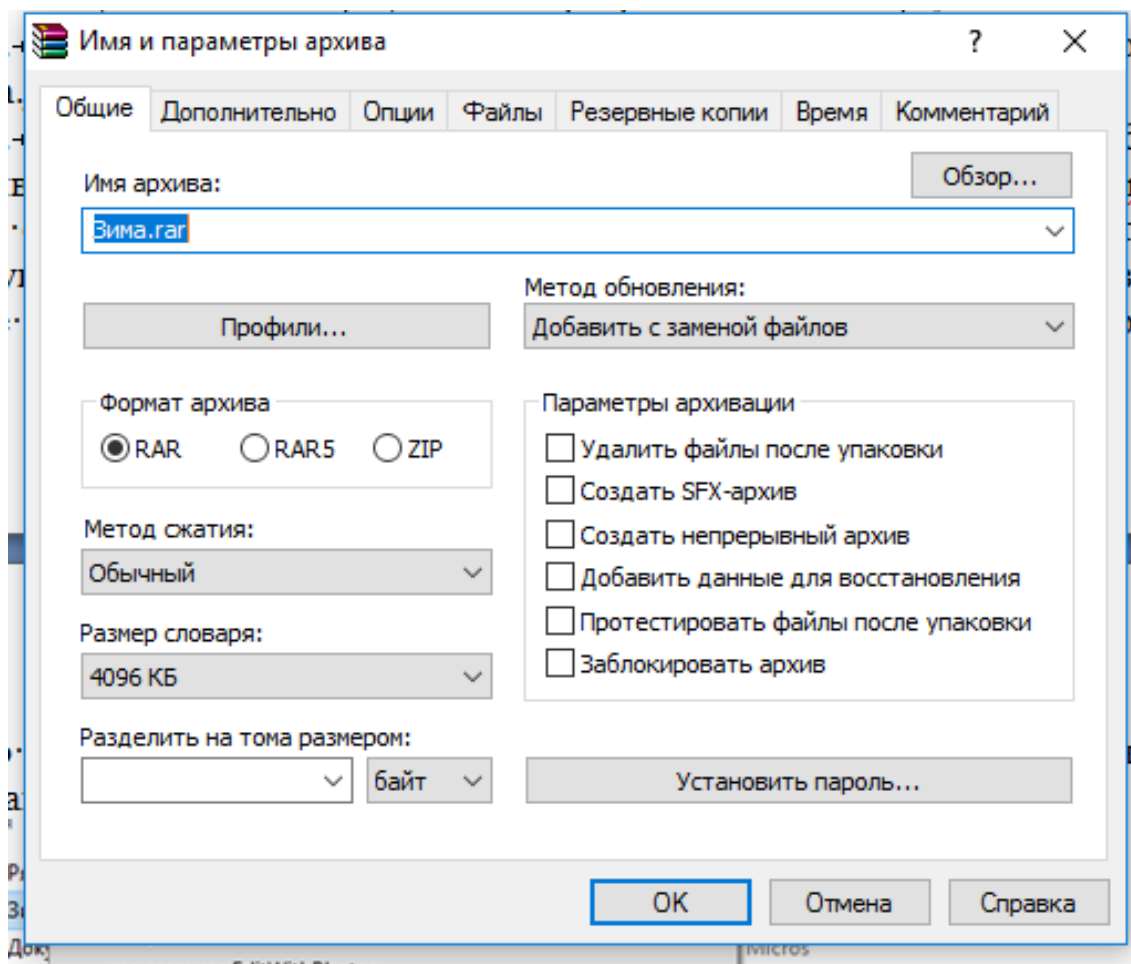 Имя и параметры архива
Общие Дополнительно Опции Файлы Резервные копии Время Комментарий
Имя архива: Обзор...
Зима.rar
Метод обновления:
Профили... Добавить с заменой файлов
Формат архива Параметры архивации
RAR RAR5 ZIP Удалить файлы после упаковки
Создать SFX-архив
Метод сжатия: Создать непрерывный архив
Обычный Добавить данные для восстановления
Размер словаря: Протестировать файлы после упаковки
4096 КБ Заблокировать архив
Разделить на тома размером:
байт Установить пароль...
OK Отмена Справка
Micros